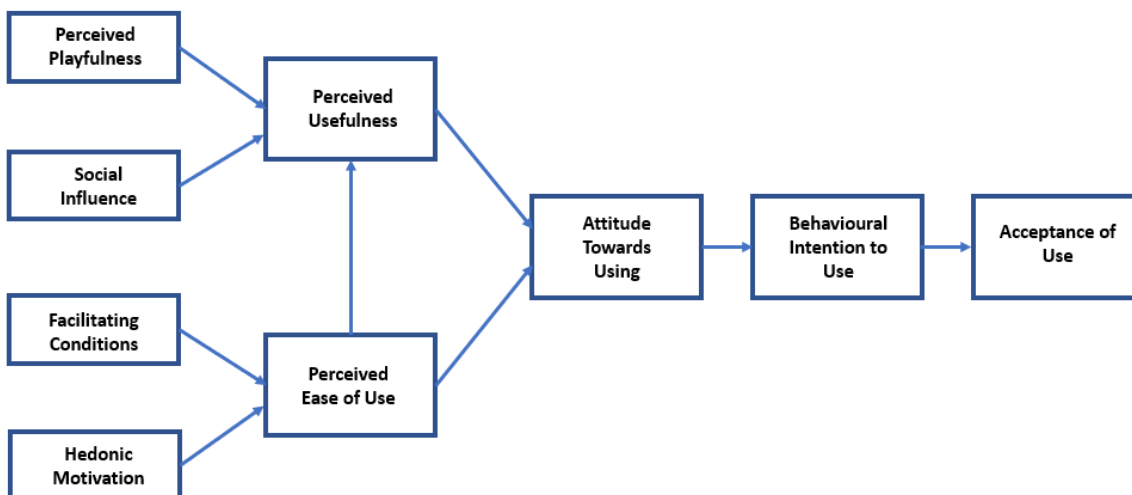 Perceived
Playfulness
Social
Influence
Facilitating
Conditions
Hedonic
Motivation
Perceived
Usefulness
Perceived
Ease of Use
Attitude
Towards
Using
Behavioural
Intention to
Use
Acceptance of
Use